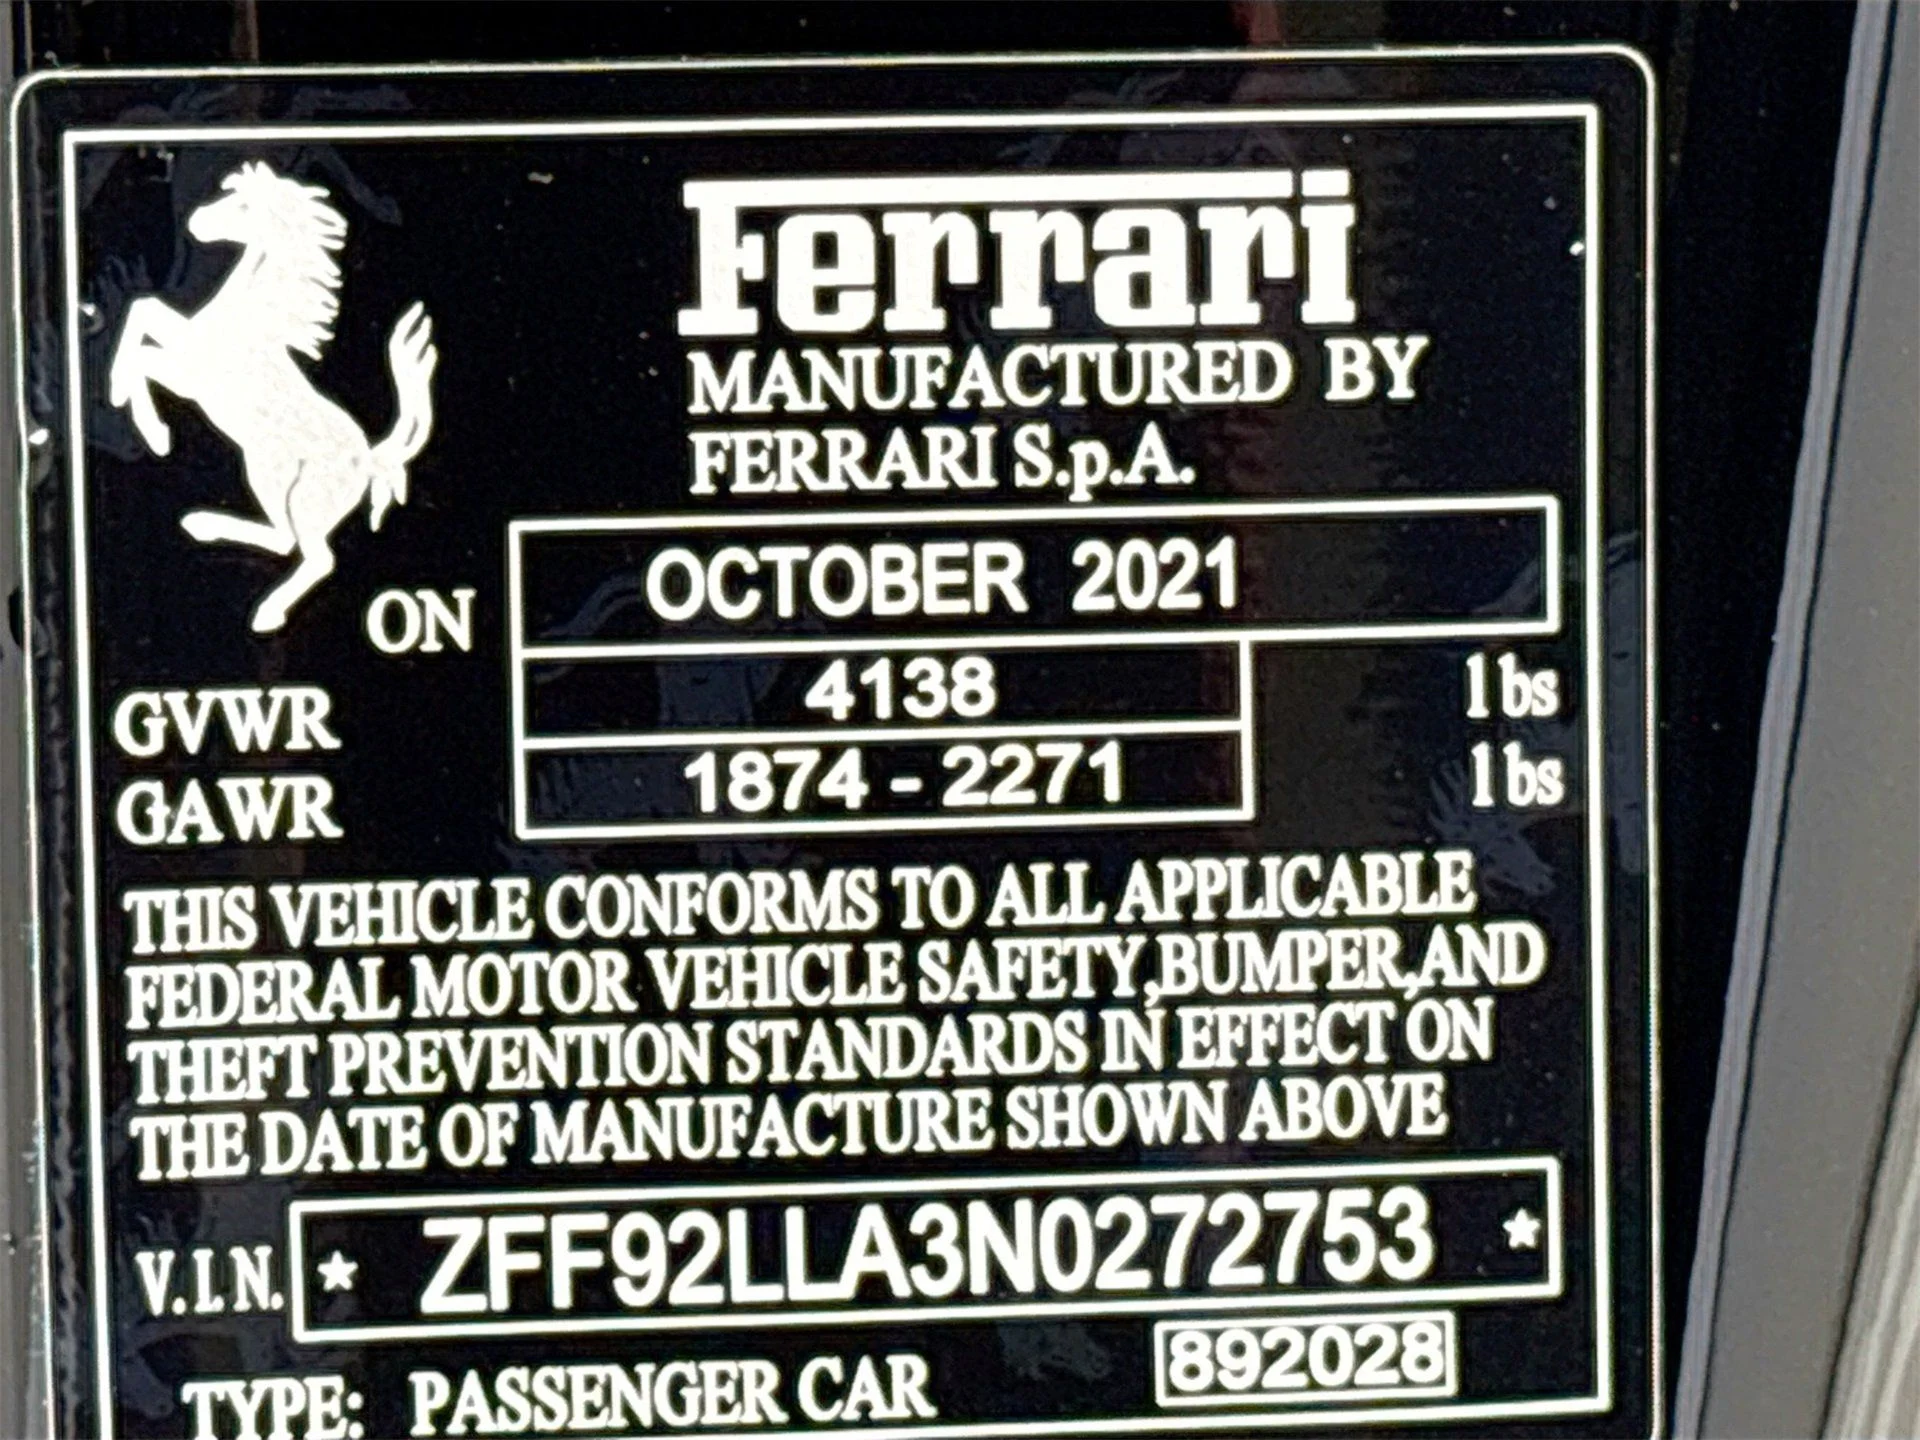 Ferrari
MANUFACTURED BY
FERRARI S.p.A.
ON OCTOBER 2021
GVWR 4138 lbs
GAWR 1874 - 2271 lbs
THIS VEHICLE CONFORMS TO ALL APPLICABLE
FEDERAL MOTOR VEHICLE SAFETY,BUMPER,AND
THEFT PREVENTION STANDARDS IN EFFECT ON
THE DATE OF MANUFACTURE SHOWN ABOVE
V.I.N. * ZFF92LLA3N0272753 *
TYPE: PASSENGER CAR 892028